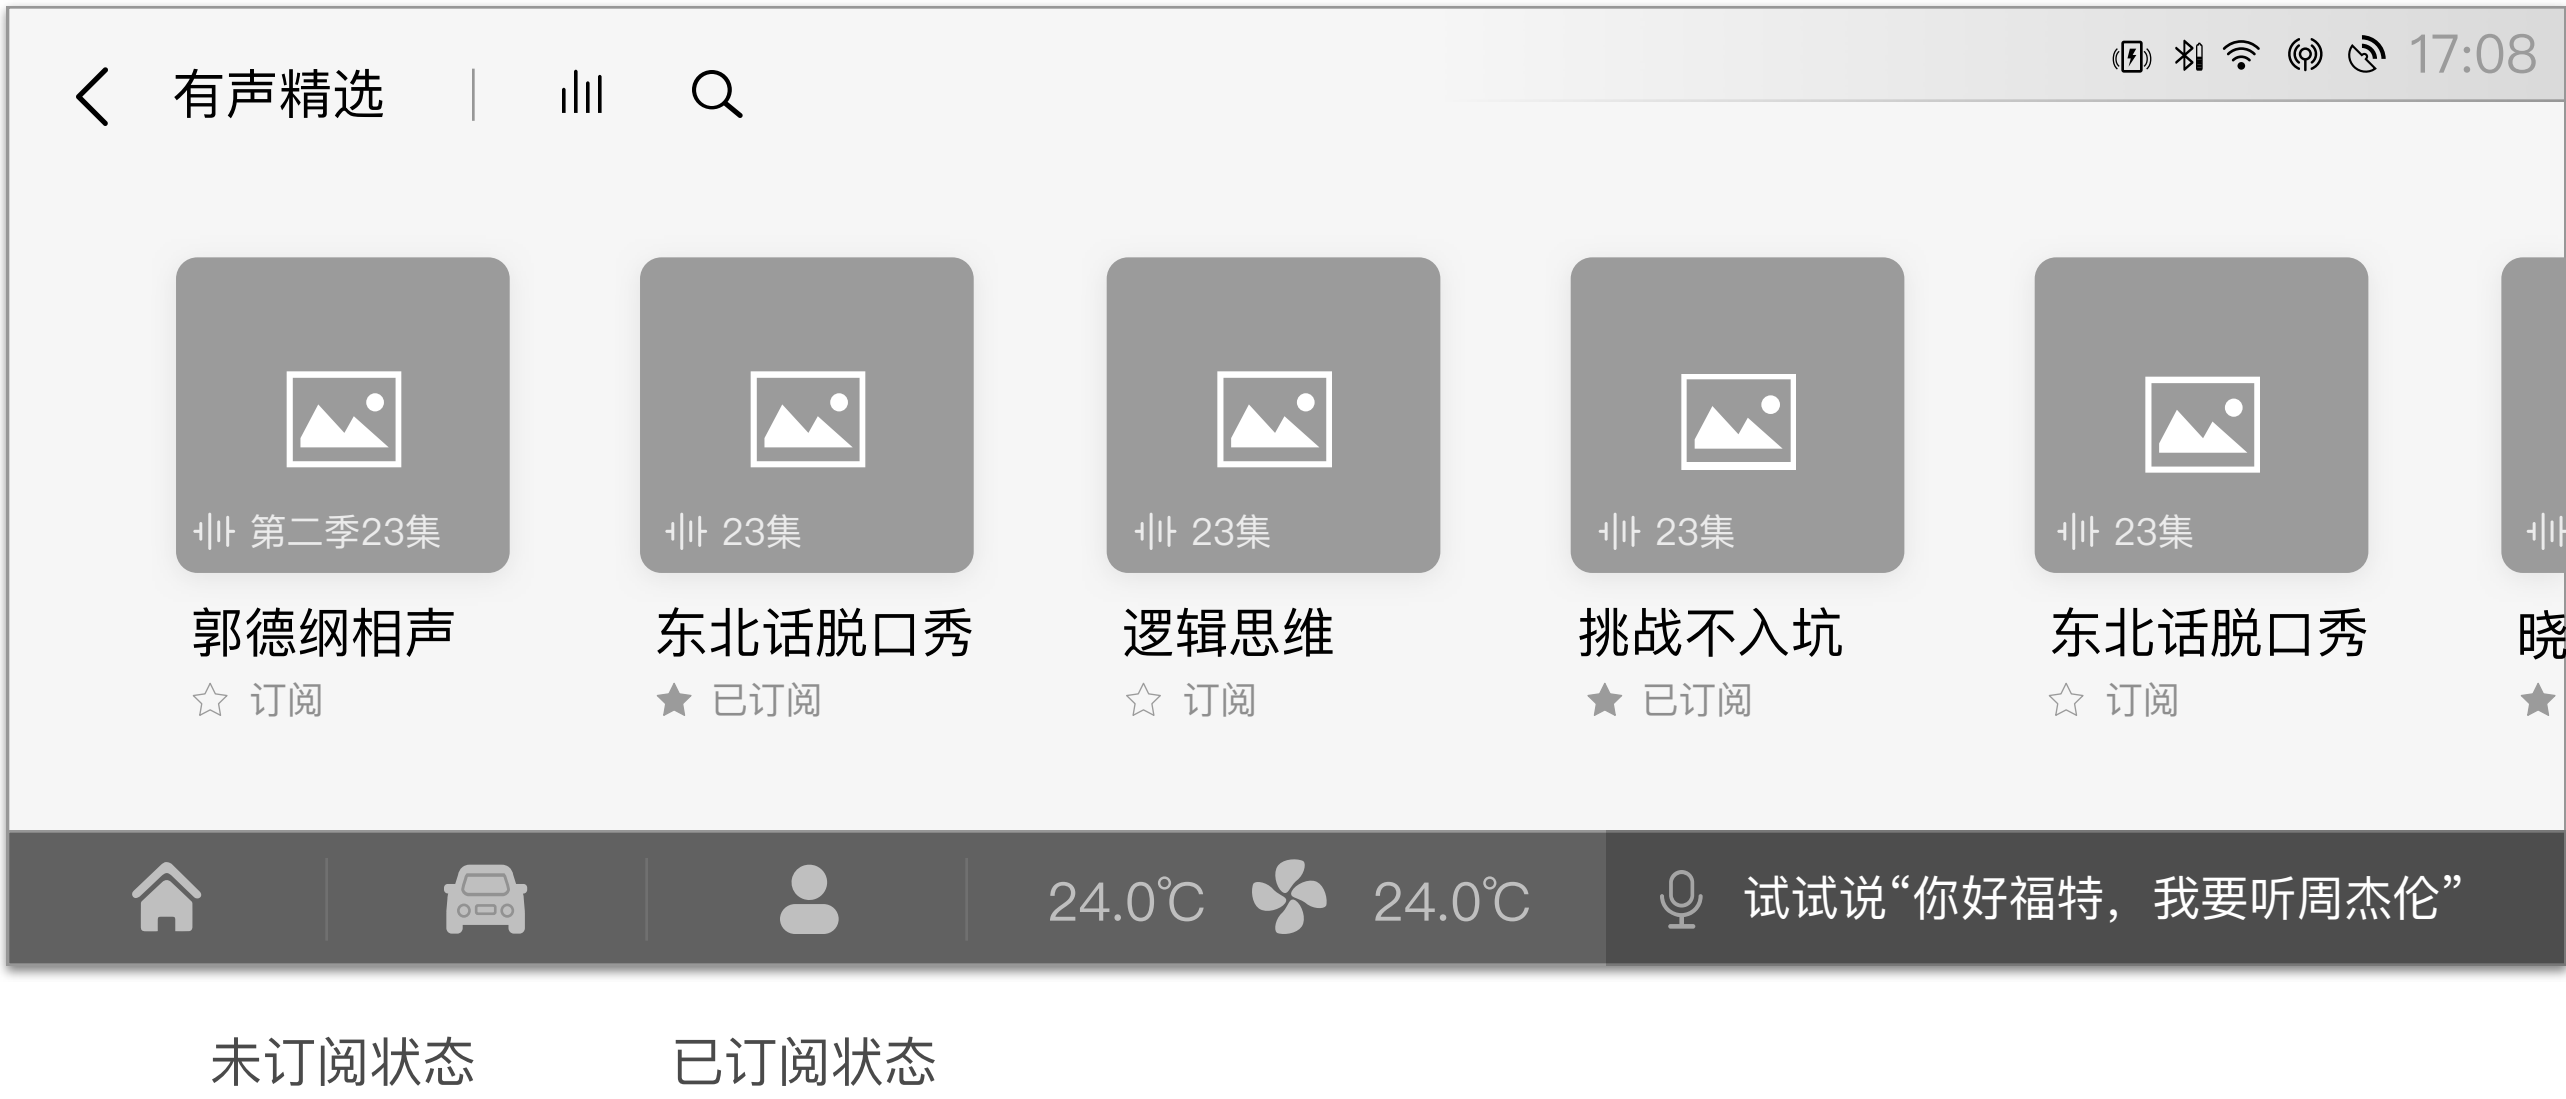 有声精选
17:08
第二季23集
23集
23集
23集
23集
郭德纲相声
东北话脱口秀
逻辑思维
挑战不入坑
东北话脱口秀
晓
订阅
已订阅
订阅
已订阅
订阅
24.0℃
24.0℃
试试说“你好福特，我要听周杰伦”
未订阅状态
已订阅状态